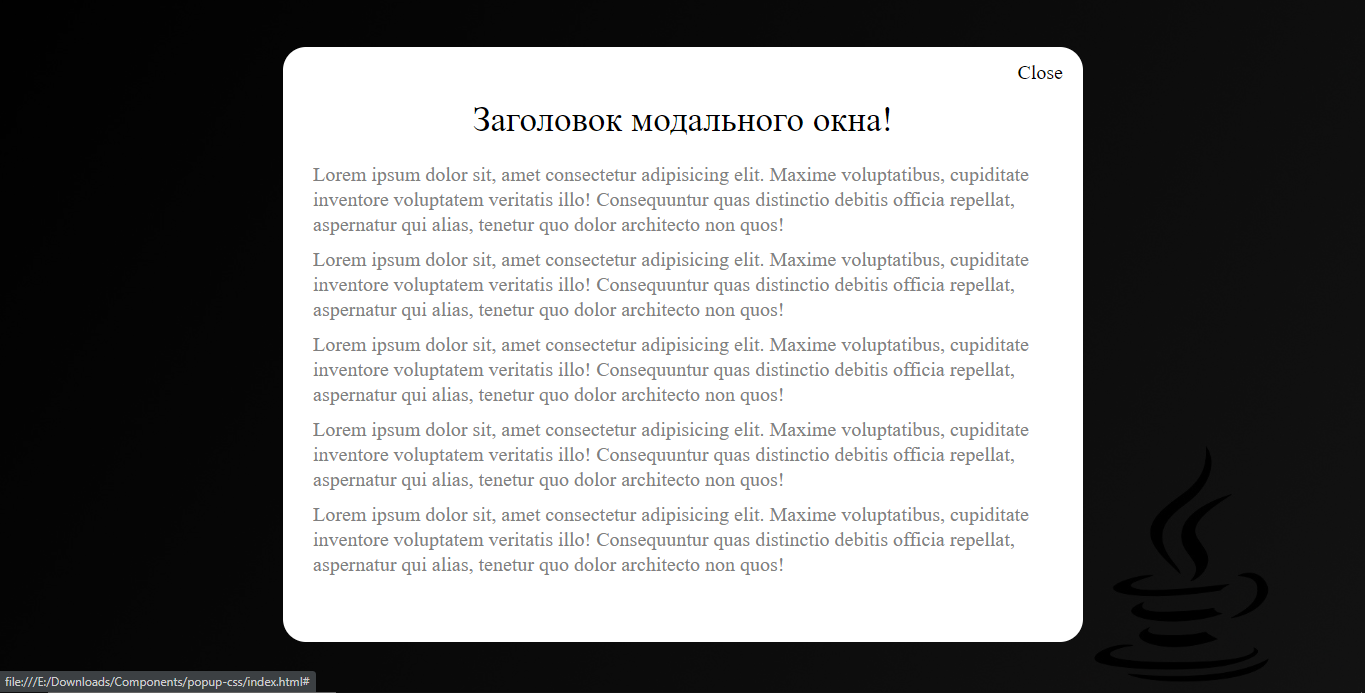 Close
Заголовок модального окна!
Lorem ipsum dolor sit, amet consectetur adipisicing elit. Maxime voluptatibus, cupiditate
inventore voluptatem veritatis illo! Consequuntur quas distinctio debitis officia repellat,
aspernatur qui alias, tenetur quo dolor architecto non quos!
Lorem ipsum dolor sit, amet consectetur adipisicing elit. Maxime voluptatibus, cupiditate
inventore voluptatem veritatis illo! Consequuntur quas distinctio debitis officia repellat,
aspernatur qui alias, tenetur quo dolor architecto non quos!
Lorem ipsum dolor sit, amet consectetur adipisicing elit. Maxime voluptatibus, cupiditate
inventore voluptatem veritatis illo! Consequuntur quas distinctio debitis officia repellat,
aspernatur qui alias, tenetur quo dolor architecto non quos!
Lorem ipsum dolor sit, amet consectetur adipisicing elit. Maxime voluptatibus, cupiditate
inventore voluptatem veritatis illo! Consequuntur quas distinctio debitis officia repellat,
aspernatur qui alias, tenetur quo dolor architecto non quos!
Lorem ipsum dolor sit, amet consectetur adipisicing elit. Maxime voluptatibus, cupiditate
inventore voluptatem veritatis illo! Consequuntur quas distinctio debitis officia repellat,
aspernatur qui alias, tenetur quo dolor architecto non quos!
file:///E:/Downloads/Components/popup-css/index.html#